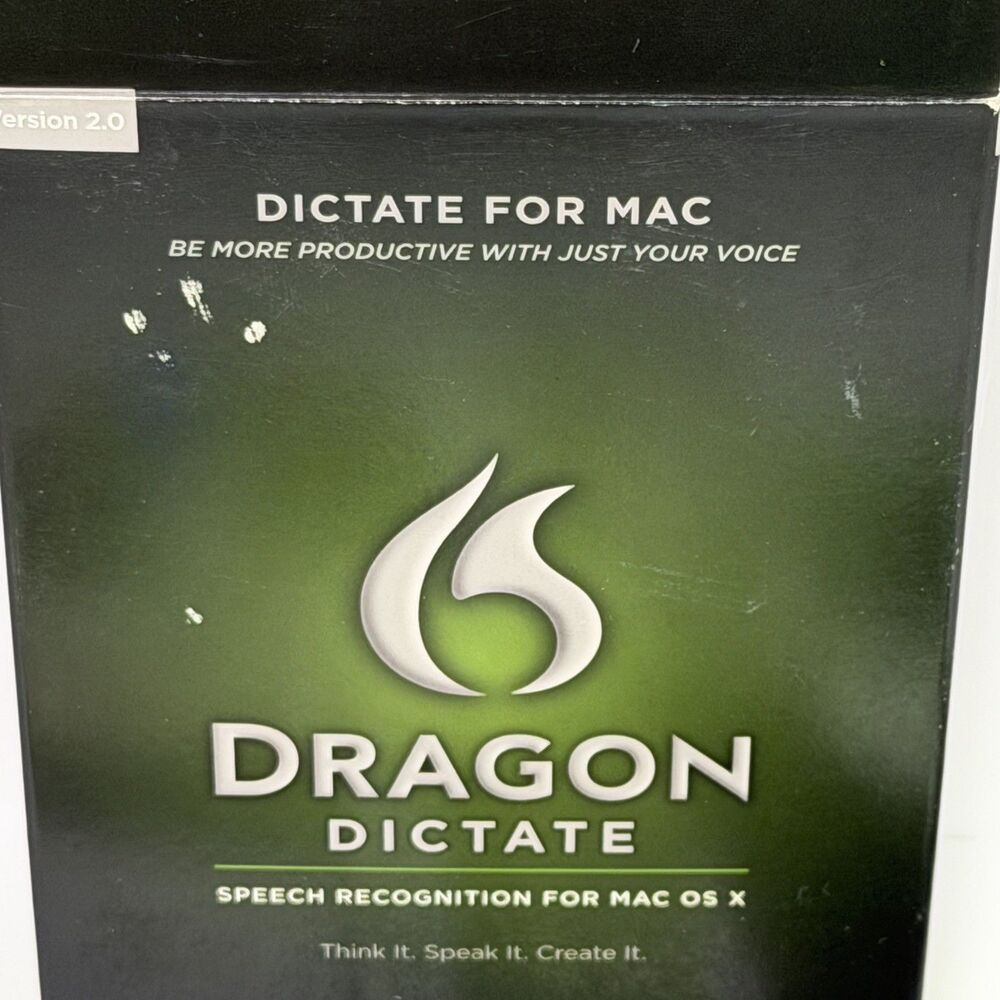 ersion 2.0
DICTATE FOR MAC
BE MORE PRODUCTIVE WITH JUST YOUR VOICE
DRAGON
DICTATE
SPEECH RECOGNITION FOR MAC OS X
Think It. Speak It. Create It.